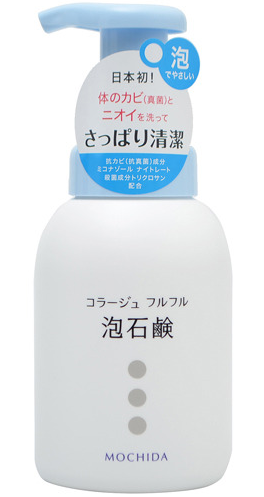 泡
でやさしい
日本初!
体のカビ(真菌)と
ニオイを洗って
さっぱり清潔
抗カビ(抗真菌)成分
ミコナゾール ナイトレート
殺菌成分トリクロサン
配合
コラージュ フルフル
泡石鹸
MOCHIDA